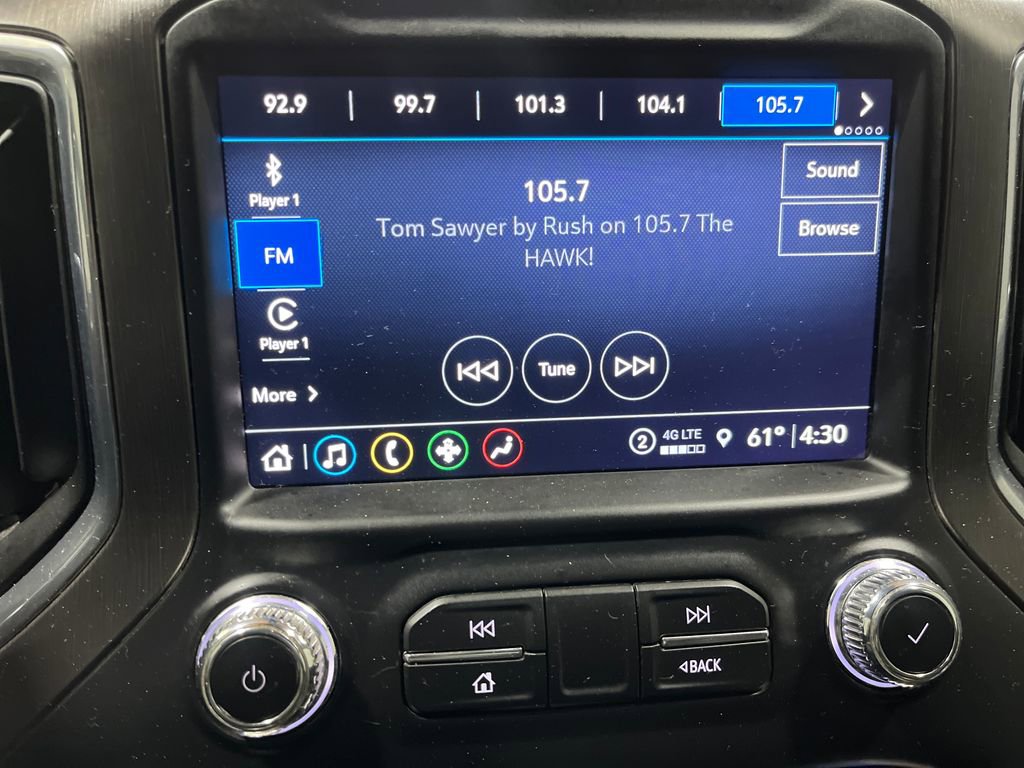 92.9 | 99.7 | 101.3 | 104.1 | 105.7
Player 1
105.7
Sound
Tom Sawyer by Rush on 105.7 The
HAWK!
Browse
FM
Player 1
Tune
More
2 4G LTE 61° | 4:30
BACK